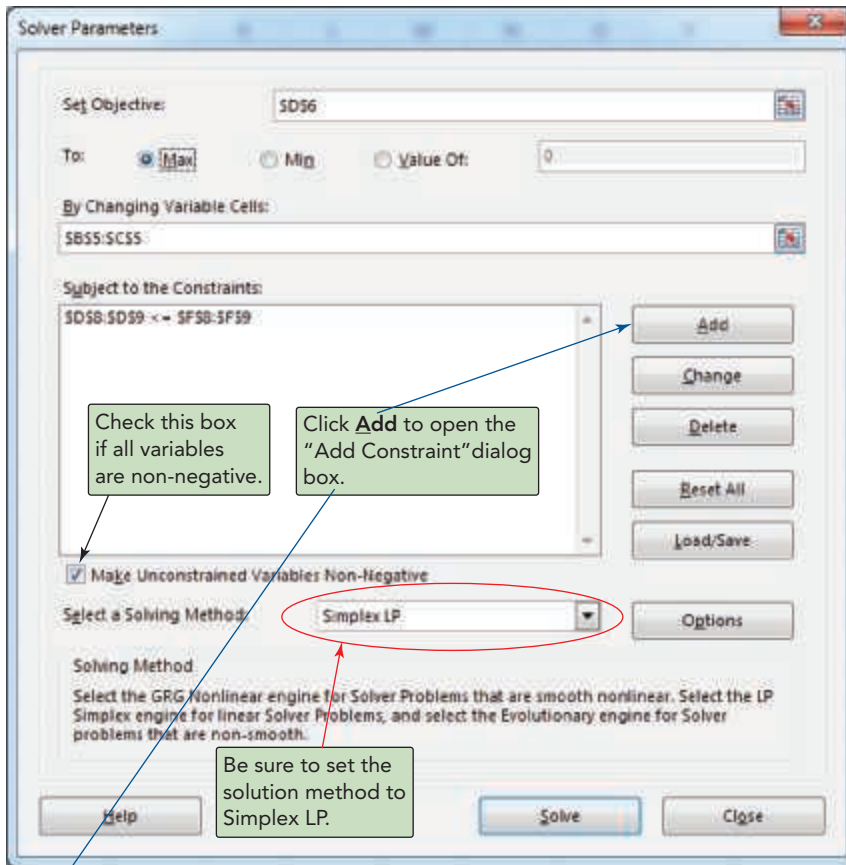 Solver Parameters
Set Objective: $D$6
To: Max Min Value Of: 0
By Changing Variable Cells:
$B$5:$C$5
Subject to the Constraints:
$D$8:$D$9 <= $F$8:$F$9
Add
Change
Delete
Reset All
Load/Save
Check this box
if all variables
are non-negative.
Click Add to open the
"Add Constraint"dialog
box.
Make Unconstrained Variables Non-Negative
Select a Solving Method: Simplex LP
Options
Solving Method
Select the GRG Nonlinear engine for Solver Problems that are smooth nonlinear. Select the LP
Simplex engine for linear Solver Problems, and select the Evolutionary engine for Solver
problems that are non-smooth.
Be sure to set the
solution method to
Simplex LP.
Help
Solve
Close